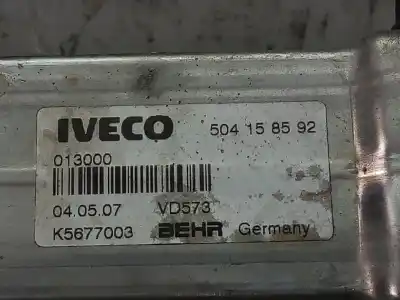 IVECO 504 15 85 92
013000
04.05.07 VD573
K5677003 BEHR Germany